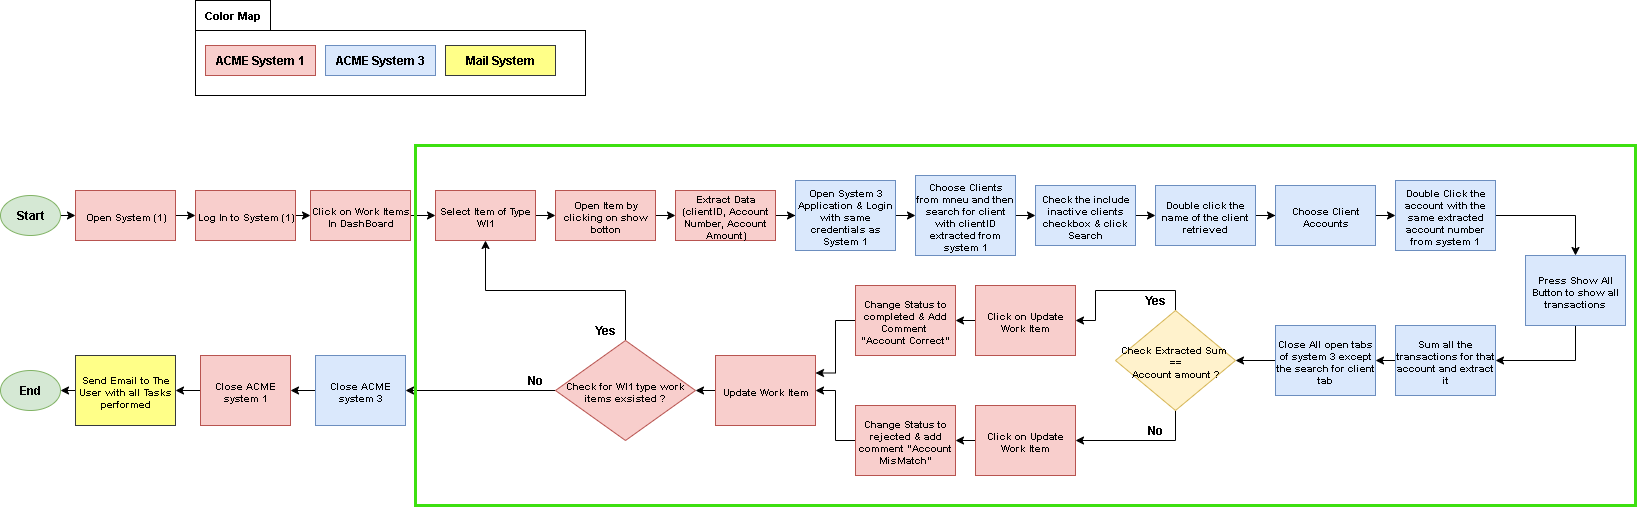 Color Map
ACME System 1
ACME System 3
Mail System
Start
Open System (1)
Log In to System (1)
Click on Work Items
In DashBoard
Select Item of Type
WI1
Open Item by
clicking on show
botton
Extract Data
(clientID, Account
Number, Account
Amount)
Open System 3
Application & Login
with same
credentials as
System 1
Choose Clients
from mneu and then
search for client
with clientID
extracted from
system 1
Check the include
inactive clients
checkbox & click
Search
Double click the
name of the client
retrieved
Choose Client
Accounts
Double Click the
account with the
same extracted
account number
from system 1
Press Show All
Button to show all
transactions
Sum all the
transactions for that
account and extract
it
Close All open tabs
of system 3 except
the search for client
tab
Check Extracted Sum
==
Account amount ?
Yes
Click on Update
Work Item
Change Status to
completed & Add
Comment
"Account Correct"
No
Click on Update
Work Item
Change Status to
rejected & add
comment "Account
MisMatch"
Update Work Item
Check for WI1 type work
items exsisted ?
Yes
No
Close ACME
system 3
Close ACME
system 1
Send Email to The
User with all Tasks
performed
End